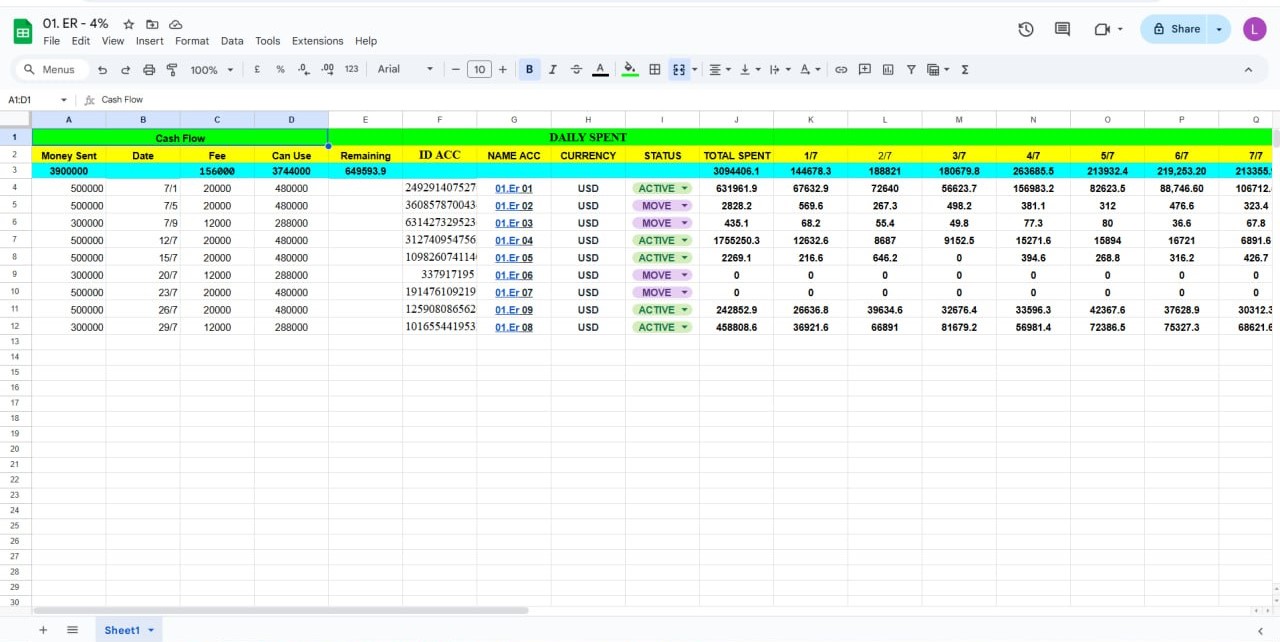 01. ER - 4%
File Edit View Insert Format Data Tools Extensions Help
Share
L
Menus 100% £ % .0 .00 123 Arial 10 B I A
A1:D1 fx Cash Flow
A B C D E F G H I J K L M N O P Q
1 Cash Flow DAILY SPENT
2 Money Sent Date Fee Can Use Remaining ID ACC NAME ACC CURRENCY STATUS TOTAL SPENT 1/7 2/7 3/7 4/7 5/7 6/7 7/7
3 3900000 156000 3744000 649593.9 3094406.1 144678.3 188821 180679.8 263685.5 213932.4 219,253.20 213355.
4 500000 7/1 20000 480000 249291407527 01.Er 01 USD ACTIVE 631961.9 67632.9 72640 56623.7 156983.2 82623.5 88,746.60 106712.
5 500000 7/5 20000 480000 360857870043 01.Er 02 USD MOVE 2828.2 569.6 267.3 498.2 381.1 312 476.6 323.4
6 300000 7/9 12000 288000 631427329523 01.Er 03 USD MOVE 435.1 68.2 55.4 49.8 77.3 80 36.6 67.8
7 500000 12/7 20000 480000 312740954756 01.Er 04 USD ACTIVE 1755250.3 12632.6 8687 9152.5 15271.6 15894 16721 6891.6
8 500000 15/7 20000 480000 109826074114 01.Er 05 USD ACTIVE 2269.1 216.6 646.2 0 394.6 268.8 316.2 426.7
9 300000 20/7 12000 288000 337917195 01.Er 06 USD MOVE 0 0 0 0 0 0 0 0
10 500000 23/7 20000 480000 191476109219 01.Er 07 USD MOVE 0 0 0 0 0 0 0 0
11 500000 26/7 20000 480000 125908086562 01.Er 09 USD ACTIVE 242852.9 26636.8 39634.6 32676.4 33596.3 42367.6 37628.9 30312.3
12 300000 29/7 12000 288000 101655441953 01.Er 08 USD ACTIVE 458808.6 36921.6 66891 81679.2 56981.4 72386.5 75327.3 68621.6
13
14
15
16
17
18
19
20
21
22
23
24
25
26
27
28
29
30
Sheet1